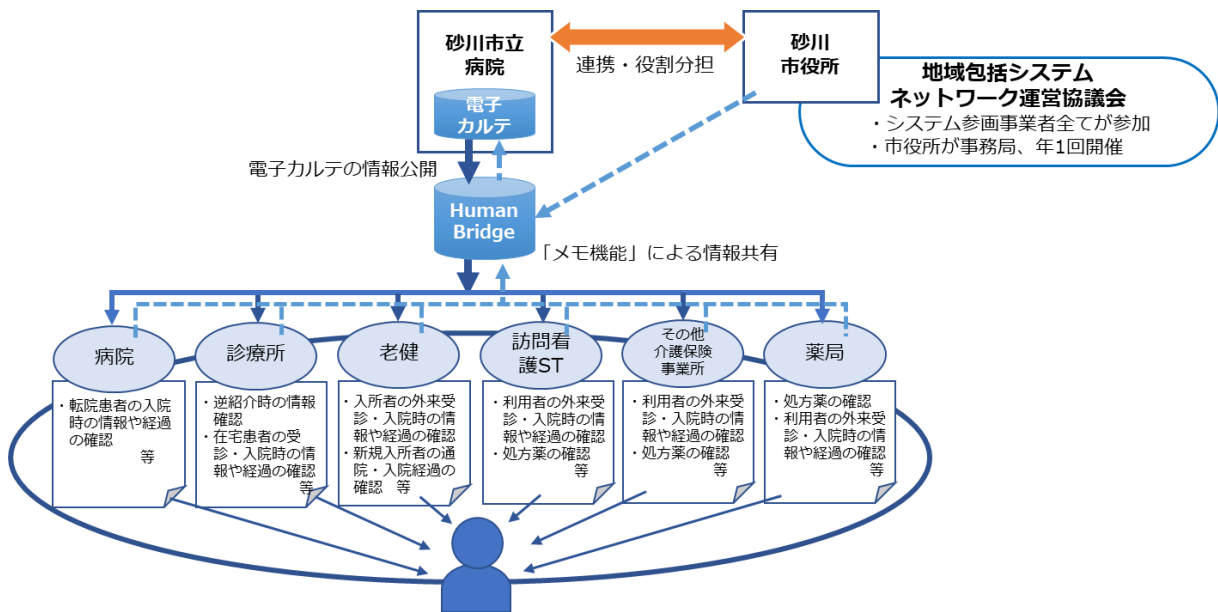 砂川市立
病院
電子
カルテ
連携・役割分担
砂川
市役所
地域包括システム
ネットワーク運営協議会
・システム参画事業者全てが参加
・市役所が事務局、年1回開催
電子カルテの情報公開
Human
Bridge
「メモ機能」による情報共有
病院
・転院患者の入院
時の情報や経過
の確認
等
診療所
・逆紹介時の情報
確認
・在宅患者の受
診・入院時の情
報や経過の確認
等
老健
・入所者の外来受
診・入院時の情
報や経過の確認
・新規入所者の通
院・入院経過の
確認 等
訪問看
護ST
・利用者の外来受
診・入院時の情
報や経過の確認
・処方薬の確認
等
その他
介護保険
事業所
・利用者の外来受
診・入院時の情
報や経過の確認
・処方薬の確認
等
薬局
・処方薬の確認
・利用者の外来受
診・入院時の情
報や経過の確認
等